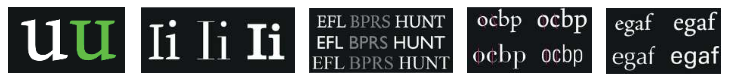 uu
Ii Ii Ii
EFL BPRS HUNT
EFL BPRS HUNT
EFL BPRS HUNT
ocbp ocbp
ocbp ocbp
egaf egaf
egaf egaf